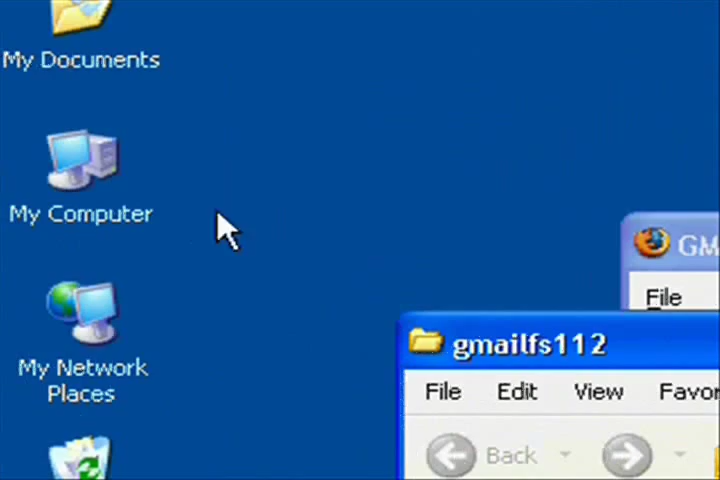 My Documents
My Computer
My Network
Places
GM
File
gmailfs112
File Edit View Favor
Back